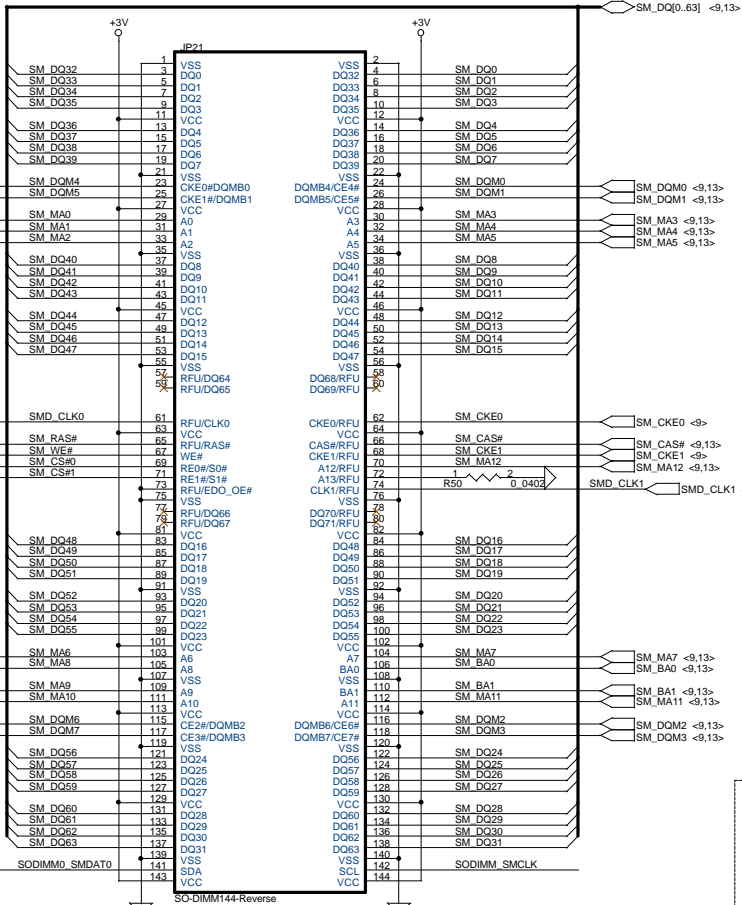 SM_DQ[0..63] <9,13>
+3V +3V
JP21
1 VSS VSS 2
SM_DQ32 3 DQ0 DQ32 4 SM_DQ0
SM_DQ33 5 DQ1 DQ33 6 SM_DQ1
SM_DQ34 7 DQ2 DQ34 8 SM_DQ2
SM_DQ35 9 DQ3 DQ35 10 SM_DQ3
11 VCC VCC 12
SM_DQ36 13 DQ4 DQ36 14 SM_DQ4
SM_DQ37 15 DQ5 DQ37 16 SM_DQ5
SM_DQ38 17 DQ6 DQ38 18 SM_DQ6
SM_DQ39 19 DQ7 DQ39 20 SM_DQ7
21 VSS VSS 22
SM_DQM4 23 CKE0#DQMB0 DQMB4/CE4# 24 SM_DQM0 SM_DQM0 <9,13>
SM_DQM5 25 CKE1#/DQMB1 DQMB5/CE5# 26 SM_DQM1 SM_DQM1 <9,13>
27 VCC VCC 28
SM_MA0 29 A0 A3 30 SM_MA3 SM_MA3 <9,13>
SM_MA1 31 A1 A4 32 SM_MA4 SM_MA4 <9,13>
SM_MA2 33 A2 A5 34 SM_MA5 SM_MA5 <9,13>
35 VSS VSS 36
SM_DQ40 37 DQ8 DQ40 38 SM_DQ8
SM_DQ41 39 DQ9 DQ41 40 SM_DQ9
SM_DQ42 41 DQ10 DQ42 42 SM_DQ10
SM_DQ43 43 DQ11 DQ43 44 SM_DQ11
45 VCC VCC 46
SM_DQ44 47 DQ12 DQ44 48 SM_DQ12
SM_DQ45 49 DQ13 DQ45 50 SM_DQ13
SM_DQ46 51 DQ14 DQ46 52 SM_DQ14
SM_DQ47 53 DQ15 DQ47 54 SM_DQ15
55 VSS VSS 56
57 RFU/DQ64 DQ68/RFU 58
59 RFU/DQ65 DQ69/RFU 60
SMD_CLK0 61 RFU/CLK0 CKE0/RFU 62 SM_CKE0 SM_CKE0 <9>
63 VCC VCC 64
SM_RAS# 65 RFU/RAS# CAS#/RFU 66 SM_CAS# SM_CAS# <9,13>
SM_WE# 67 WE# CKE1/RFU 68 SM_CKE1 SM_CKE1 <9>
SM_CS#0 69 RE0#/S0# A12/RFU 70 SM_MA12 SM_MA12 <9,13>
SM_CS#1 71 RE1#/S1# A13/RFU 72 1 2
R50 0_0402
73 RFU/EDO_OE# CLK1/RFU 74 SMD_CLK1 SMD_CLK1
75 VSS VSS 76
77 RFU/DQ66 DQ70/RFU 78
79 RFU/DQ67 DQ71/RFU 80
81 VCC VCC 82
SM_DQ48 83 DQ16 DQ48 84 SM_DQ16
SM_DQ49 85 DQ17 DQ49 86 SM_DQ17
SM_DQ50 87 DQ18 DQ50 88 SM_DQ18
SM_DQ51 89 DQ19 DQ51 90 SM_DQ19
91 VSS VSS 92
SM_DQ52 93 DQ20 DQ52 94 SM_DQ20
SM_DQ53 95 DQ21 DQ53 96 SM_DQ21
SM_DQ54 97 DQ22 DQ54 98 SM_DQ22
SM_DQ55 99 DQ23 DQ55 100 SM_DQ23
101 VCC VCC 102
SM_MA6 103 A6 A7 104 SM_MA7 SM_MA7 <9,13>
SM_MA8 105 A8 BA0 106 SM_BA0 SM_BA0 <9,13>
107 VSS VSS 108
SM_MA9 109 A9 BA1 110 SM_BA1 SM_BA1 <9,13>
SM_MA10 111 A10 A11 112 SM_MA11 SM_MA11 <9,13>
113 VCC VCC 114
SM_DQM6 115 CE2#/DQMB2 DQMB6/CE6# 116 SM_DQM2 SM_DQM2 <9,13>
SM_DQM7 117 CE3#/DQMB3 DQMB7/CE7# 118 SM_DQM3 SM_DQM3 <9,13>
119 VSS VSS 120
SM_DQ56 121 DQ24 DQ56 122 SM_DQ24
SM_DQ57 123 DQ25 DQ57 124 SM_DQ25
SM_DQ58 125 DQ26 DQ58 126 SM_DQ26
SM_DQ59 127 DQ27 DQ59 128 SM_DQ27
129 VCC VCC 130
SM_DQ60 131 DQ28 DQ60 132 SM_DQ28
SM_DQ61 133 DQ29 DQ61 134 SM_DQ29
SM_DQ62 135 DQ30 DQ62 136 SM_DQ30
SM_DQ63 137 DQ31 DQ63 138 SM_DQ31
139 VSS VSS 140
SODIMM0_SMDAT0 141 SDA SCL 142 SODIMM_SMCLK
143 VCC VCC 144
SO-DIMM144-Reverse